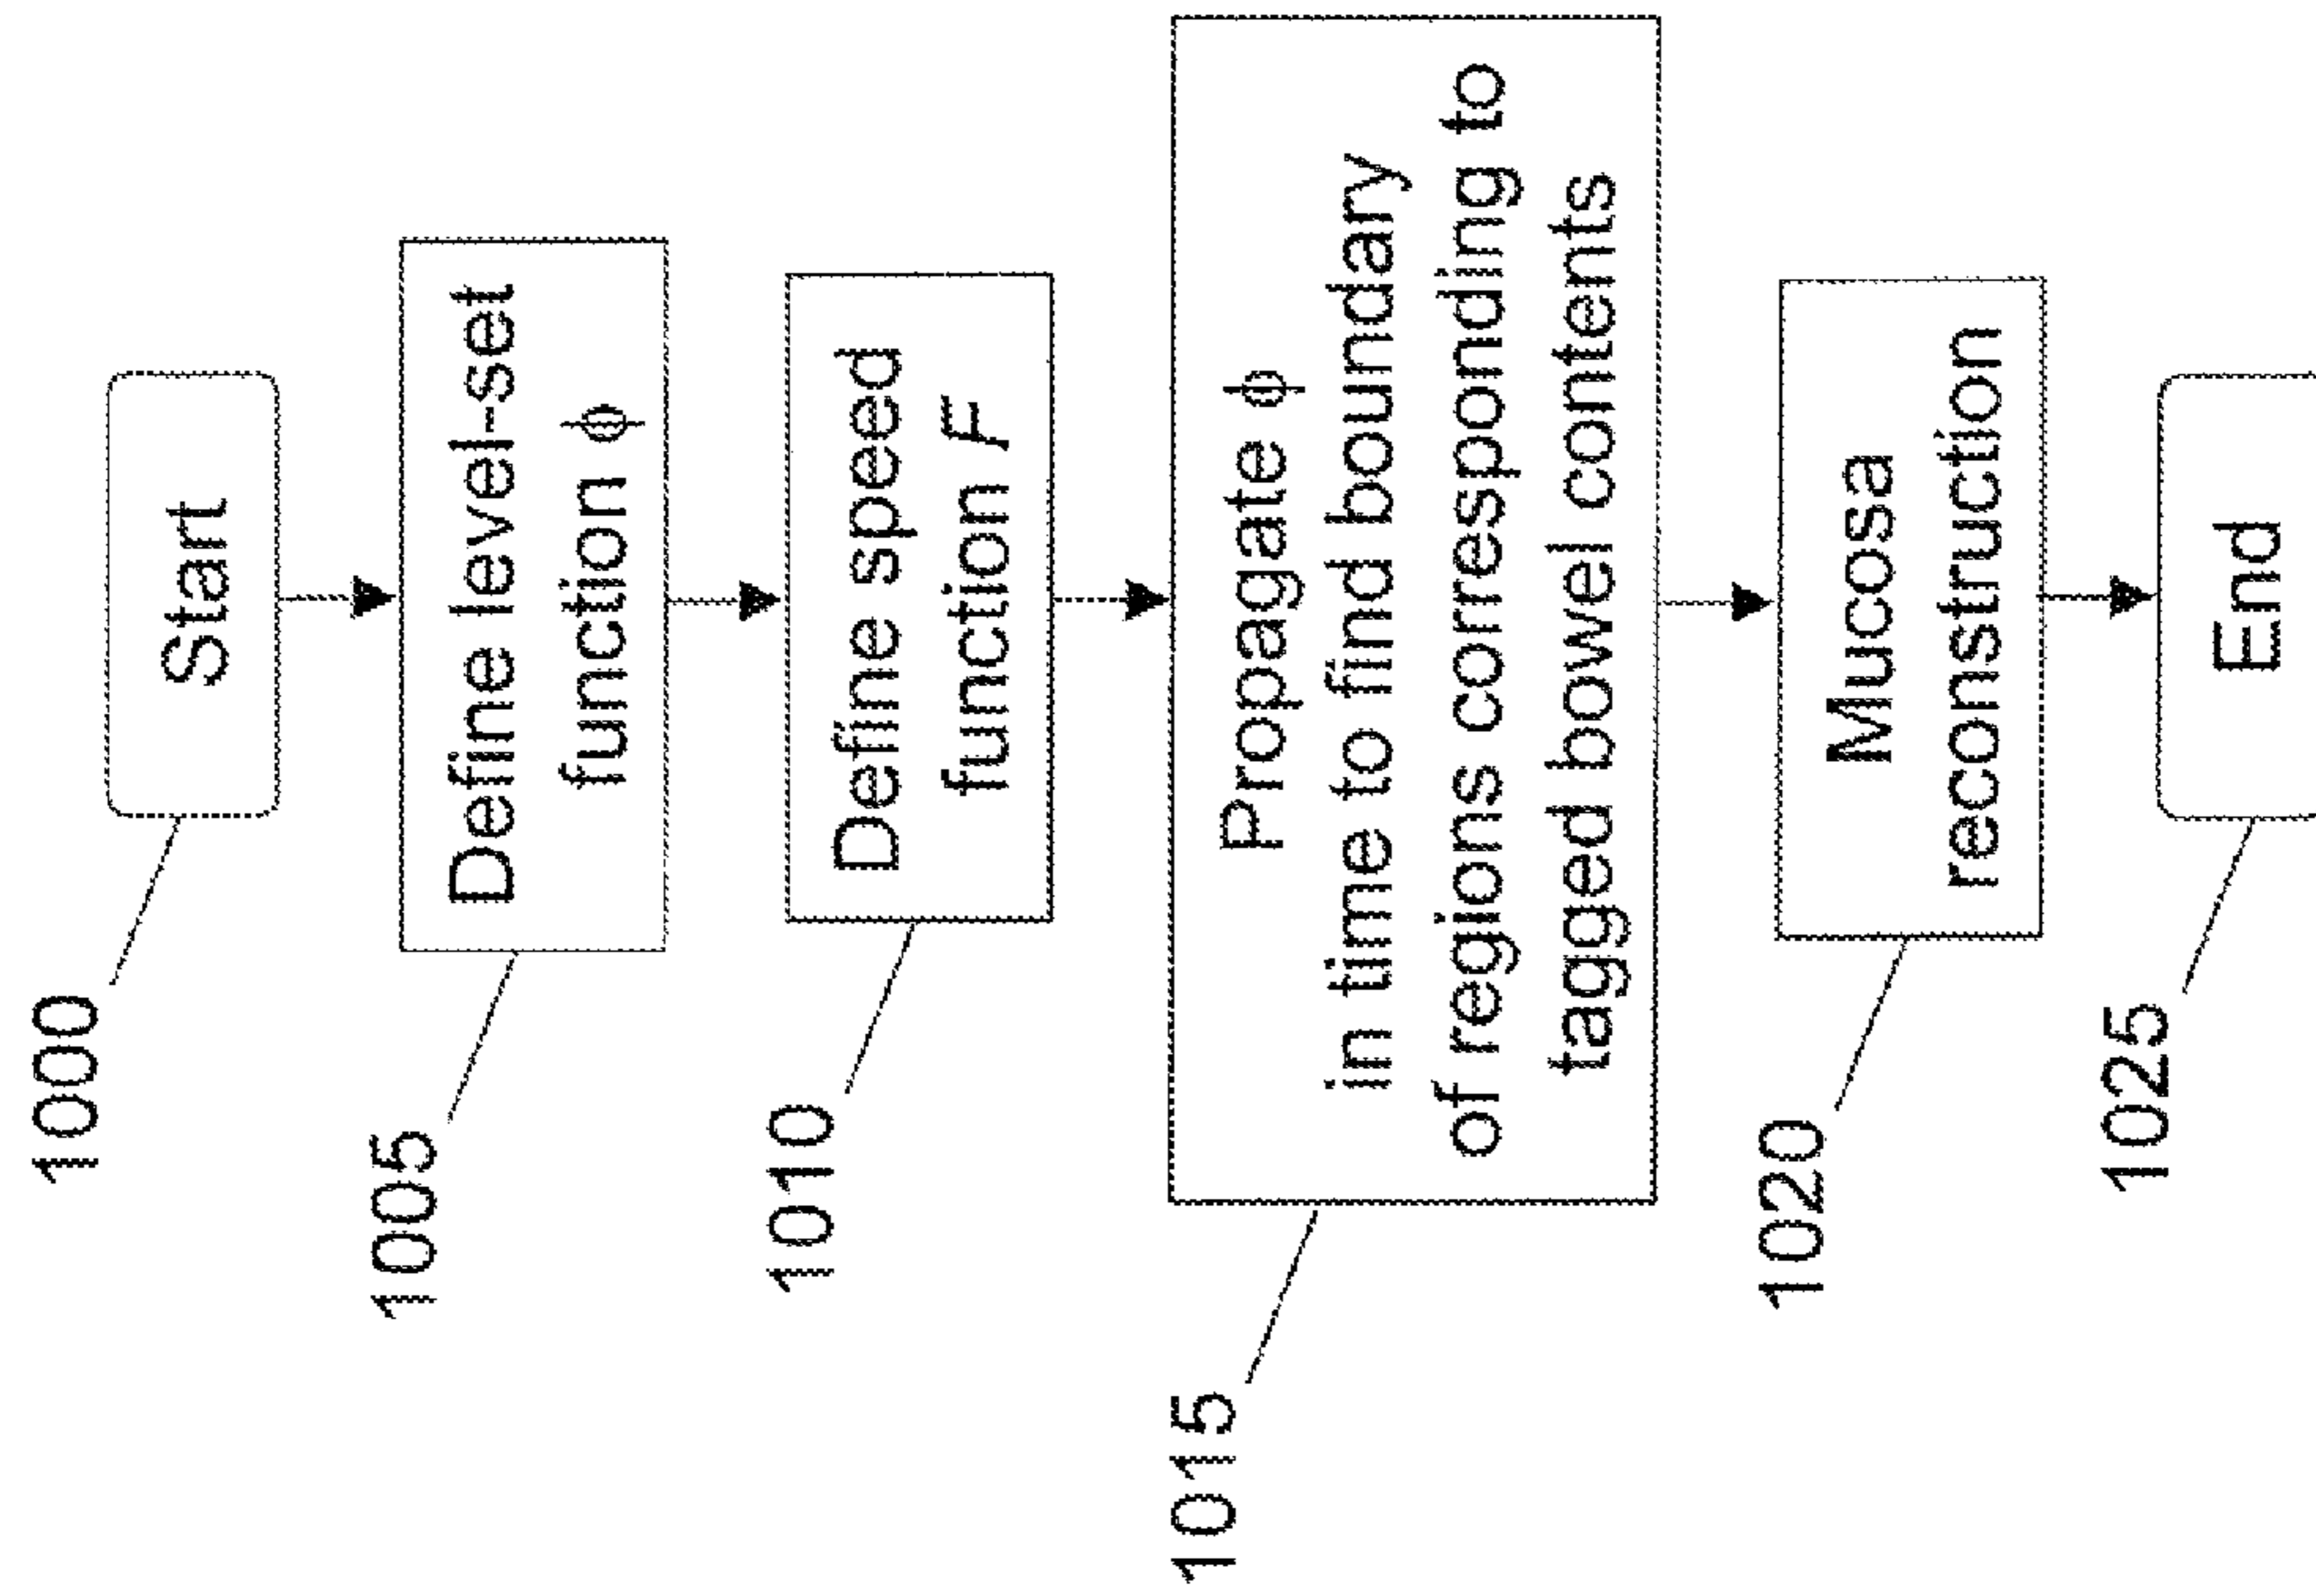 1000
Start
1005
Define level-set
function ϕ
1010
Define speed
function F
1015
Propagate ϕ
in time to find boundary
of regions corresponding to
tagged bowel contents
1020
Mucosa
reconstruction
1025
End